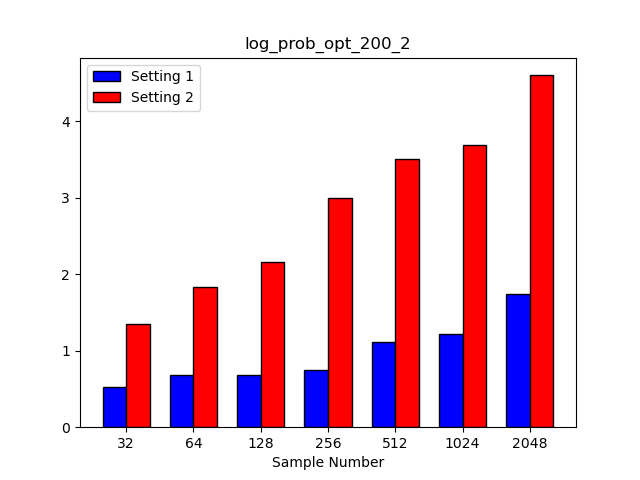 log_prob_opt_200_2
Setting 1
Setting 2
4
3
2
1
0
32 64 128 256 512 1024 2048
Sample Number